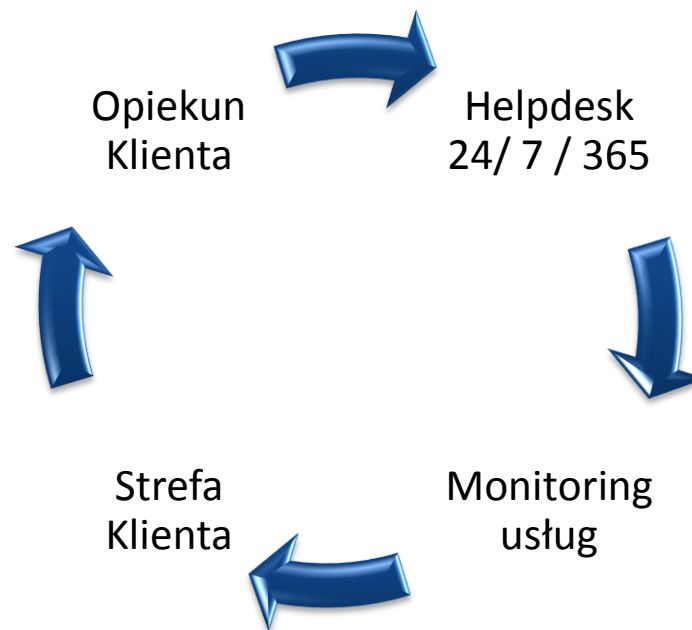 Opiekun
Klienta
Helpdesk
24/ 7 / 365
Monitoring
usług
Strefa
Klienta